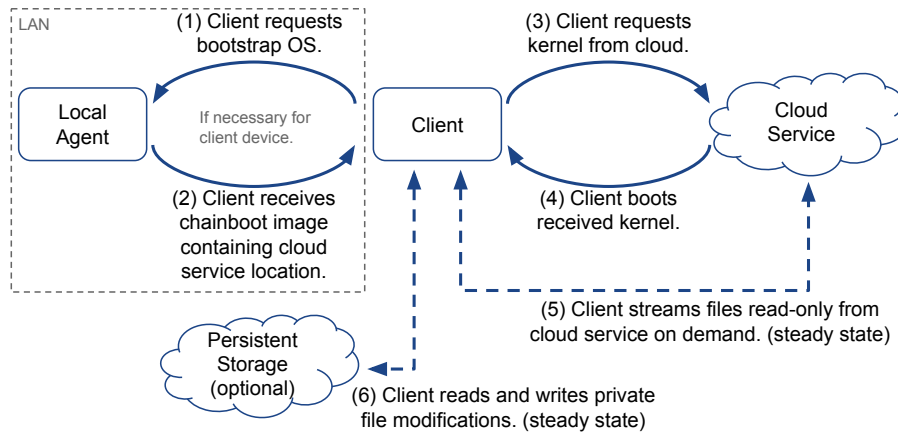 LAN
(1) Client requests
bootstrap OS.
(3) Client requests
kernel from cloud.
Local
Agent
If necessary for
client device.
Client
Cloud
Service
(2) Client receives
chainboot image
containing cloud
service location.
(4) Client boots
received kernel.
(5) Client streams files read-only from
cloud service on demand. (steady state)
Persistent
Storage
(optional)
(6) Client reads and writes private
file modifications. (steady state)